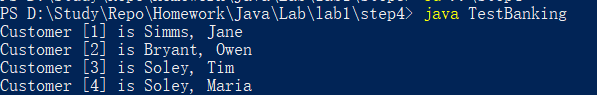 PS D:\Study\Repo\Homework\Java\Lab\lab1\step4> java TestBanking
Customer [1] is Simms, Jane
Customer [2] is Bryant, Owen
Customer [3] is Soley, Tim
Customer [4] is Soley, Maria